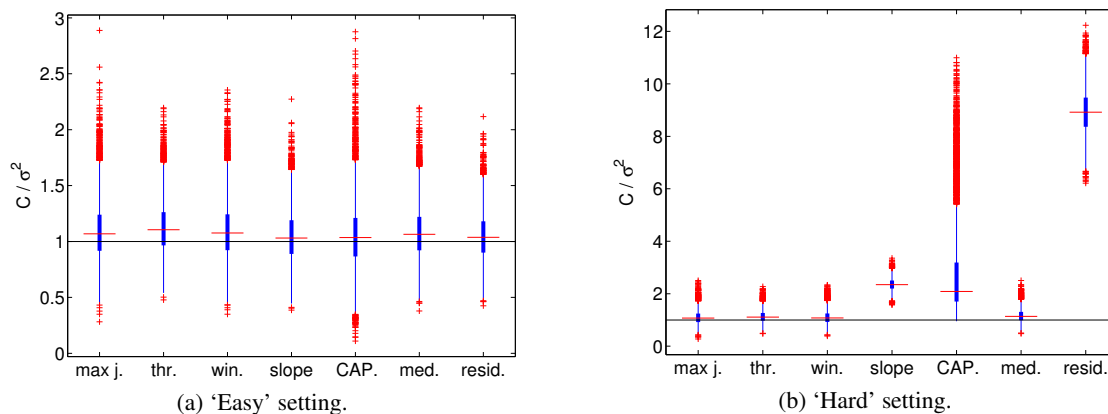 C / σ²
3
2.5
2
1.5
1
0.5
0
max j. thr. win. slope CAP. med. resid.
(a) ‘Easy’ setting.
C / σ²
12
10
8
6
4
2
0
max j. thr. win. slope CAP. med. resid.
(b) ‘Hard’ setting.